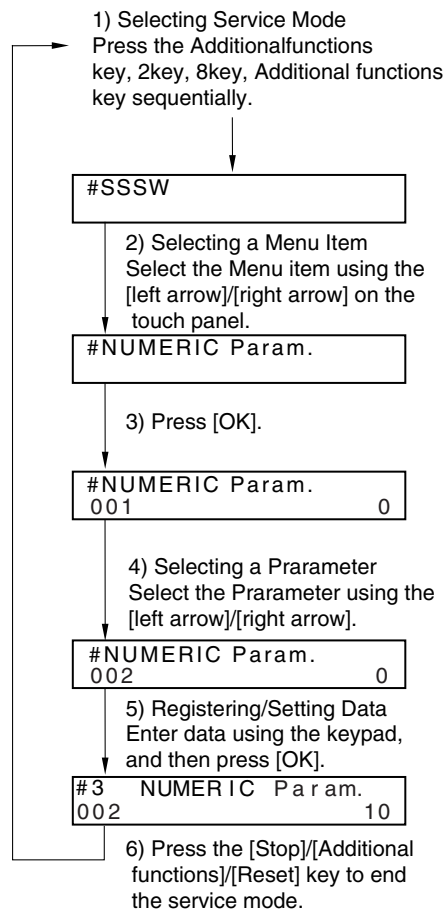 1) Selecting Service Mode
Press the Additionalfunctions
key, 2key, 8key, Additional functions
key sequentially.
#SSSW
2) Selecting a Menu Item
Select the Menu item using the
[left arrow]/[right arrow] on the
touch panel.
#NUMERIC Param.
3) Press [OK].
#NUMERIC Param.
001 0
4) Selecting a Prarameter
Select the Prarameter using the
[left arrow]/[right arrow].
#NUMERIC Param.
002 0
5) Registering/Setting Data
Enter data using the keypad,
and then press [OK].
#3 NUMERIC Param.
002 10
6) Press the [Stop]/[Additional
functions]/[Reset] key to end
the service mode.